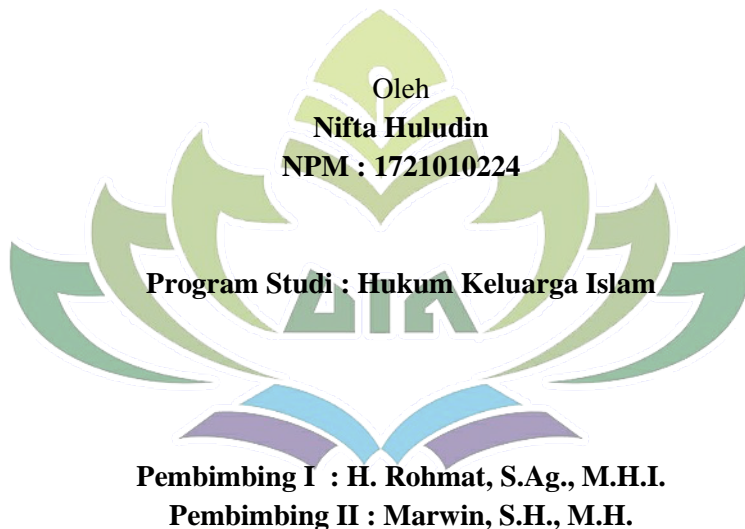 Oleh
Nifta Huludin
NPM : 1721010224
Program Studi : Hukum Keluarga Islam
Pembimbing I : H. Rohmat, S.Ag., M.H.I.
Pembimbing II : Marwin, S.H., M.H.